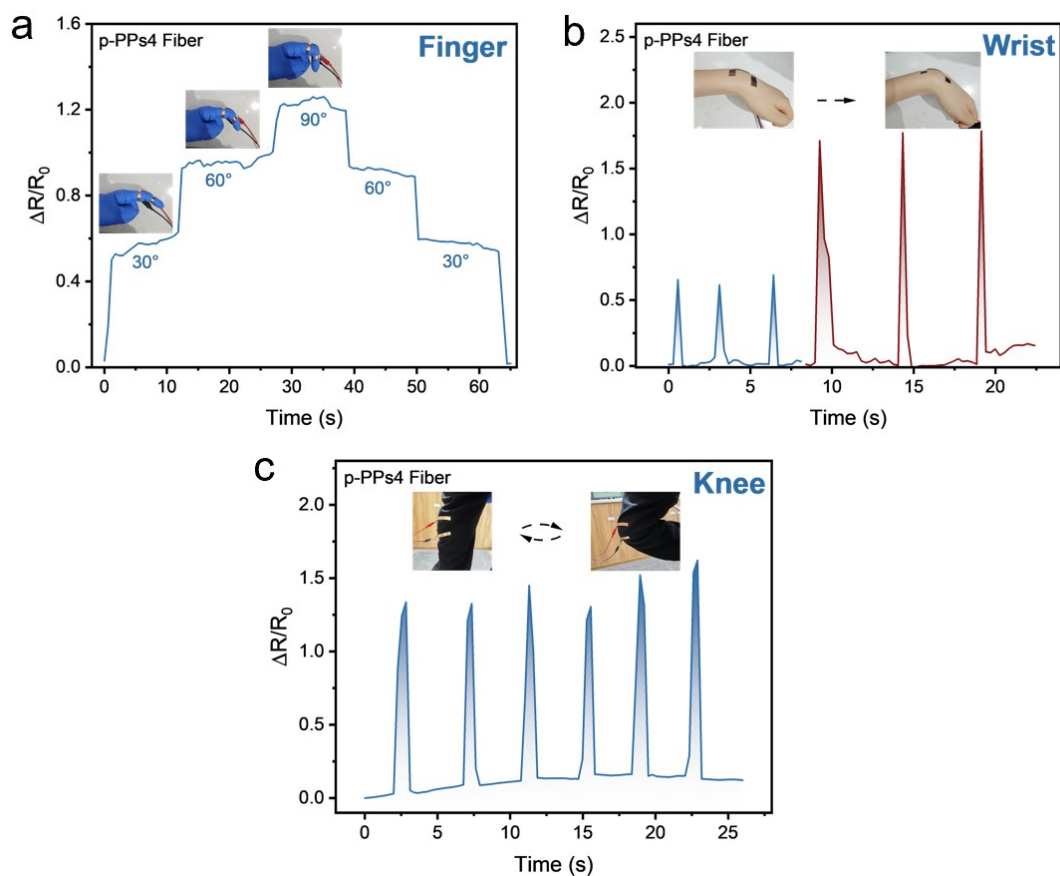 a
p-PPs4 Fiber
Finger
1.6
1.2
0.8
0.4
0.0
ΔR/R₀
30°
60°
90°
60°
30°
0 10 20 30 40 50 60
Time (s)
b
p-PPs4 Fiber
Wrist
2.5
2.0
1.5
1.0
0.5
0.0
ΔR/R₀
0 5 10 15 20
Time (s)
c
p-PPs4 Fiber
Knee
2.0
1.5
1.0
0.5
0.0
ΔR/R₀
0 5 10 15 20 25
Time (s)